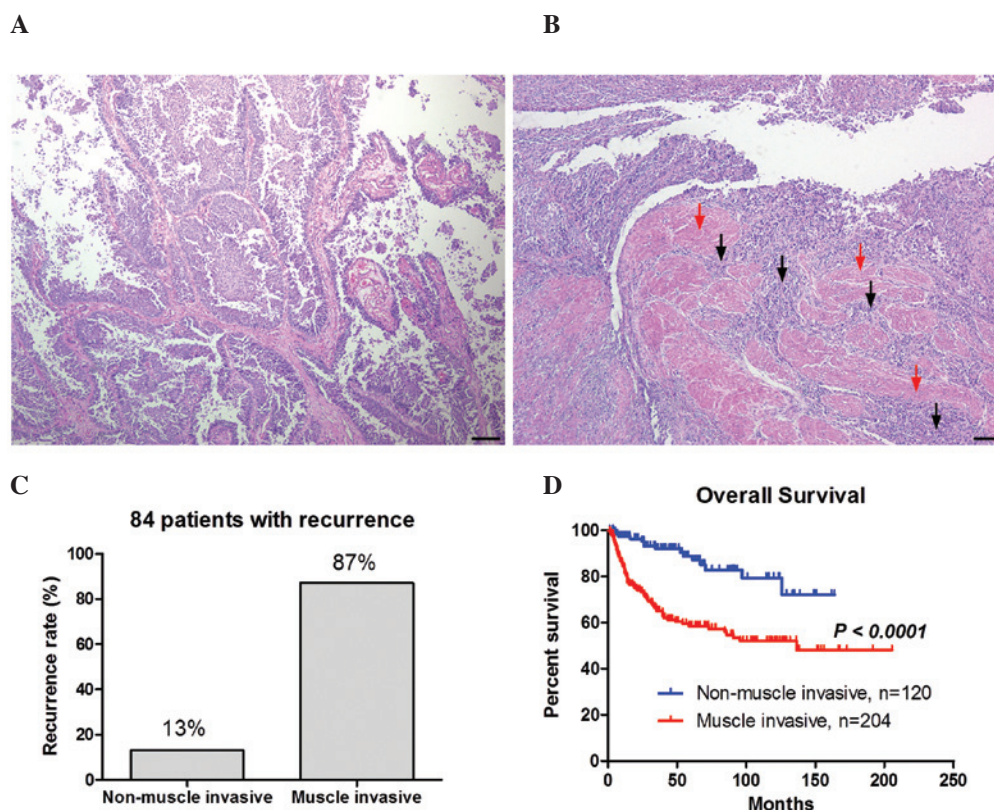 A
B
C
84 patients with recurrence
Recurrence rate (%)
100
80
60
40
20
0
13%
87%
Non-muscle invasive
Muscle invasive
D
Overall Survival
Percent survival
100
80
60
40
20
0
P < 0.0001
Non-muscle invasive, n=120
Muscle invasive, n=204
0
50
100
150
200
250
Months